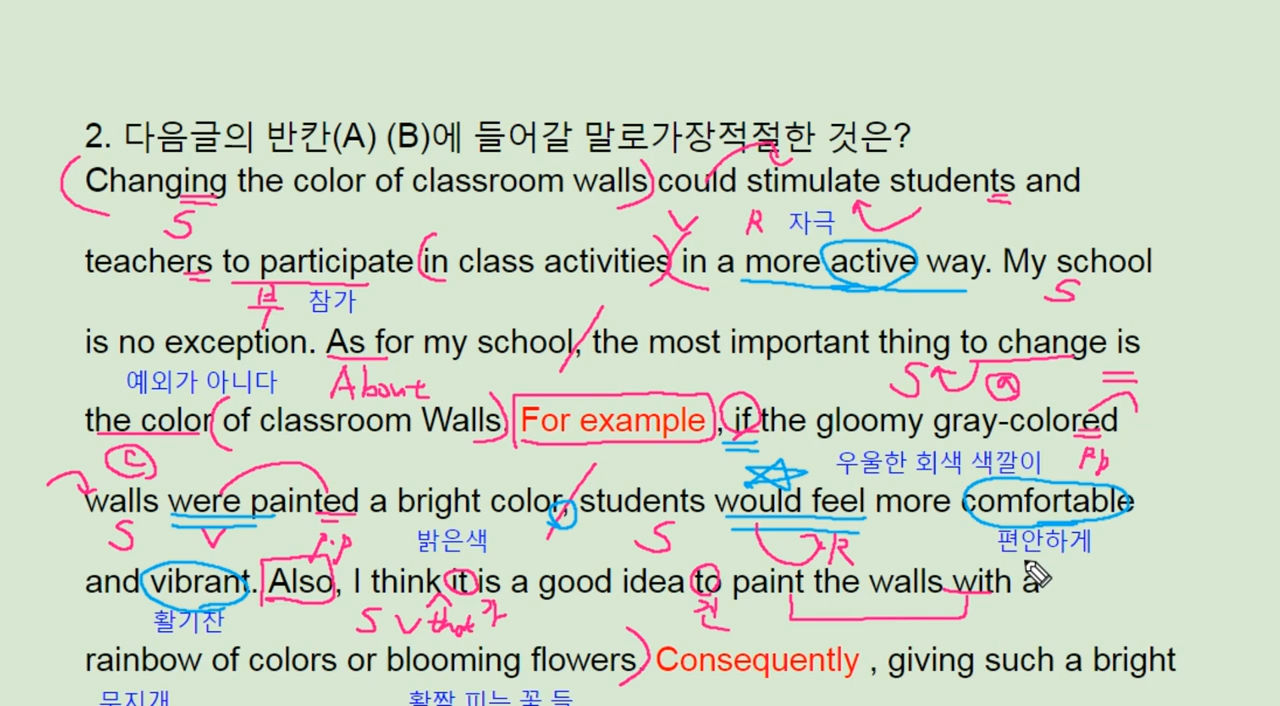 2. 다음글의 반칸(A) (B)에 들어갈 말로가장적절한 것은?
Changing the color of classroom walls could stimulate students and
S V R 자극
teachers to participate in class activities in a more active way. My school
부 참가 S
is no exception. As for my school, the most important thing to change is
예외가 아니다 About S
the color of classroom Walls For example , if the gloomy gray-colored
C 우울한 회색 색깔이 P.p
walls were painted a bright color, students would feel more comfortable
S V P.P 밝은색 S R 편안하게
and vibrant. Also, I think it is a good idea to paint the walls with a
활기찬 S V that 가 진
rainbow of colors or blooming flowers Consequently , giving such a bright
무지개 활짝 피는 꽃 들